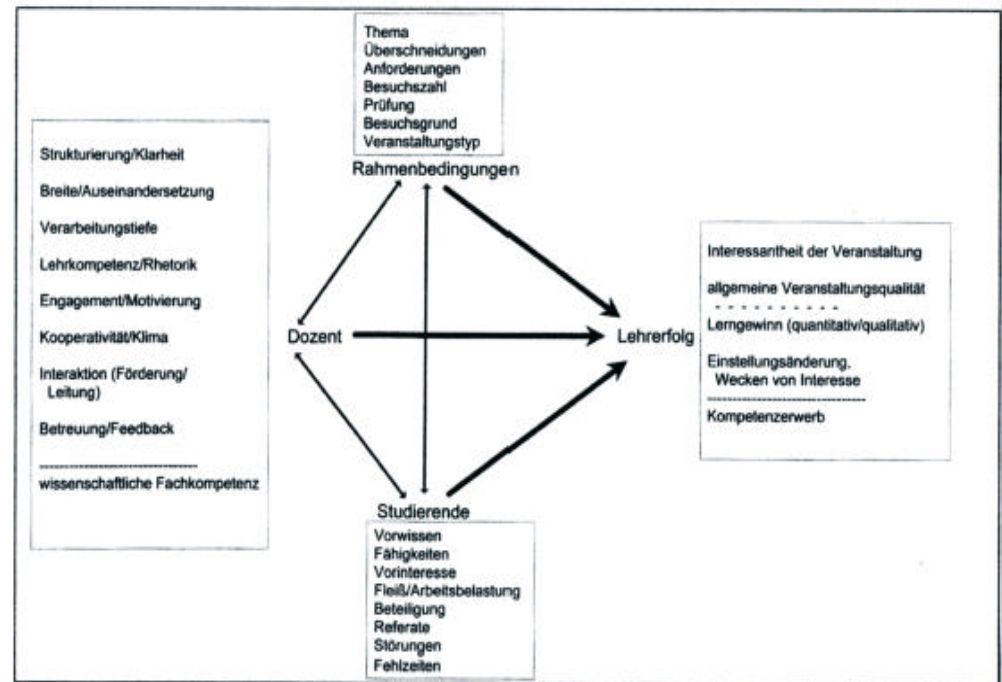 Thema
Überschneidungen
Anforderungen
Besuchszahl
Prüfung
Besuchsgrund
Veranstaltungstyp
Rahmenbedingungen
Strukturierung/Klarheit
Breite/Auseinandersetzung
Verarbeitungstiefe
Lehrkompetenz/Rhetorik
Engagement/Motivierung
Kooperativität/Klima
Interaktion (Förderung/
Leitung)
Betreuung/Feedback
wissenschaftliche Fachkompetenz
Dozent
Lehrerfolg
Interessantheit der Veranstaltung
allgemeine Veranstaltungsqualität
Lerngewinn (quantitativ/qualitativ)
Einstellungsänderung,
Wecken von Interesse
Kompetenzerwerb
Studierende
Vorwissen
Fähigkeiten
Vorinteresse
Fleiß/Arbeitsbelastung
Beteiligung
Referate
Störungen
Fehlzeiten